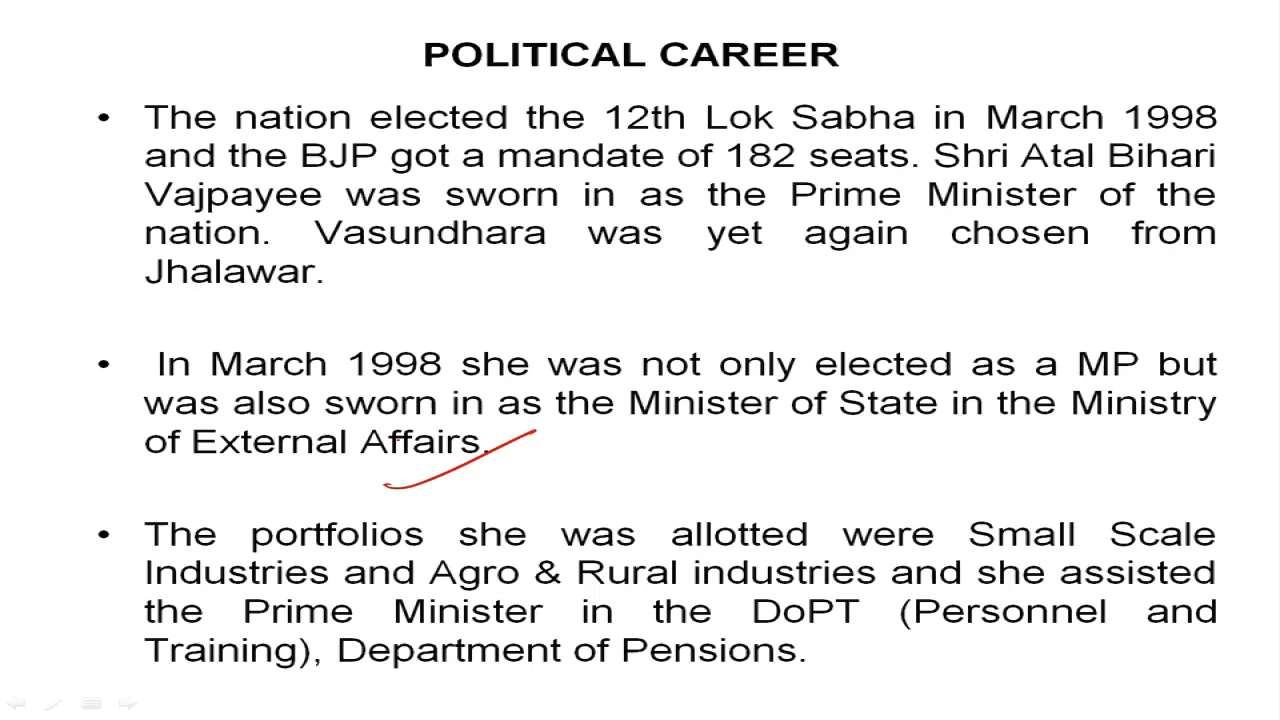 POLITICAL CAREER
• The nation elected the 12th Lok Sabha in March 1998
and the BJP got a mandate of 182 seats. Shri Atal Bihari
Vajpayee was sworn in as the Prime Minister of the
nation. Vasundhara was yet again chosen from
Jhalawar.
• In March 1998 she was not only elected as a MP but
was also sworn in as the Minister of State in the Ministry
of External Affairs.
• The portfolios she was allotted were Small Scale
Industries and Agro & Rural industries and she assisted
the Prime Minister in the DoPT (Personnel and
Training), Department of Pensions.